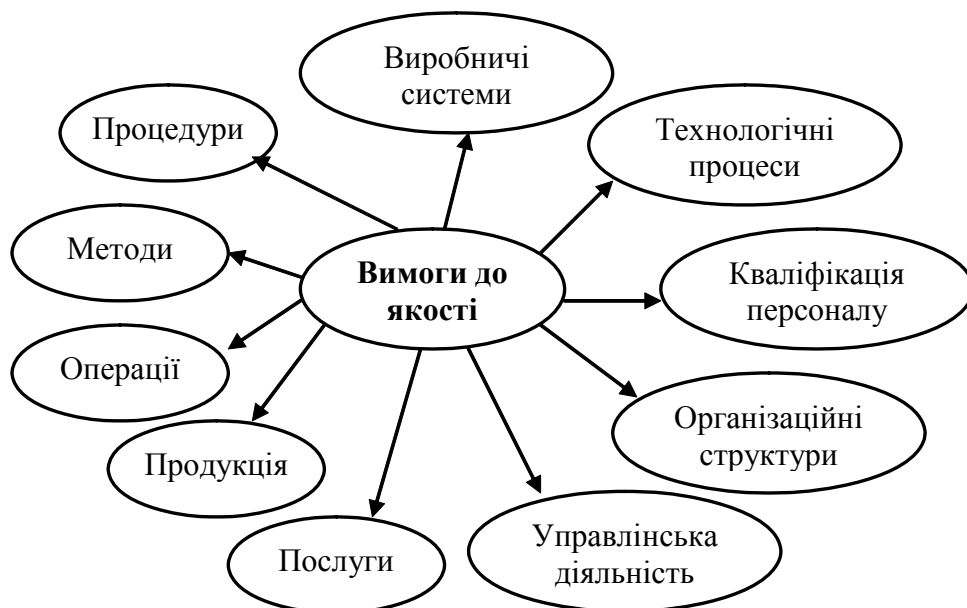 Виробничі
системи
Процедури
Технологічні
процеси
Методи
Вимоги до
якості
Кваліфікація
персоналу
Операції
Організаційні
структури
Продукція
Послуги
Управлінська
діяльність